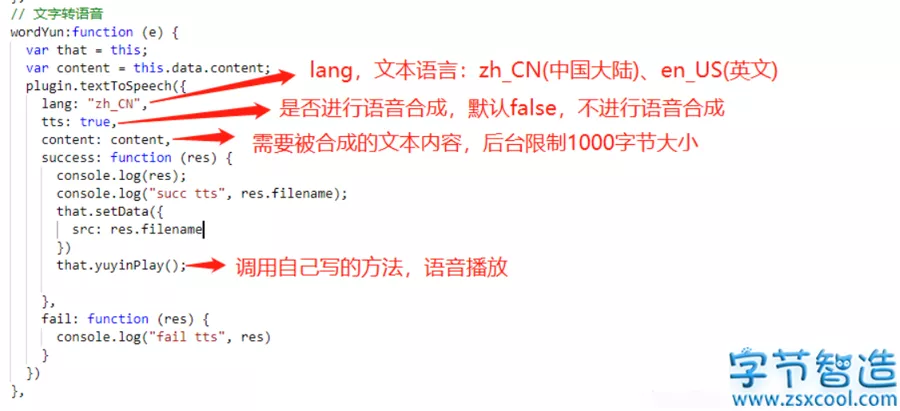 // 文字转语音
wordYun:function (e) {
var that = this;
var content = this.data.content;
lang，文本语言：zh_CN(中国大陆)、en_US(英文)
plugin.textToSpeech({
lang: "zh_CN",
tts: true,
是否进行语音合成，默认false，不进行语音合成
content: content,
需要被合成的文本内容，后台限制1000字节大小
success: function (res) {
console.log(res);
console.log("succ tts", res.filename);
that.setData({
src: res.filename
})
that.yuyinPlay();
调用自己写的方法，语音播放
},
fail: function (res) {
console.log("fail tts", res)
}
})
},
字节智造
www.zsxcool.com